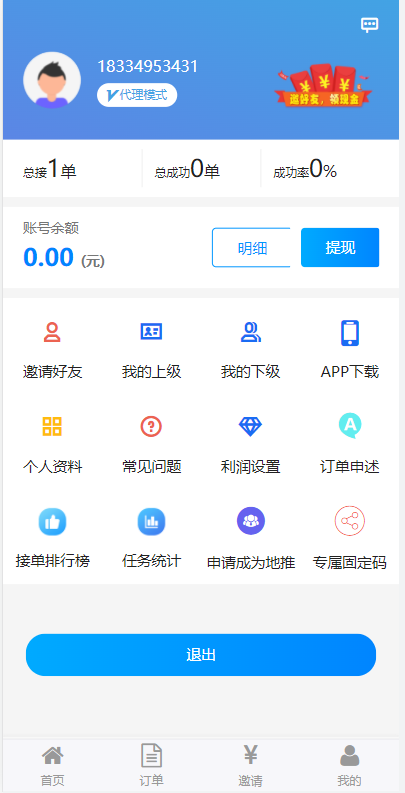 18334953431
代理模式
邀好友，领现金
总接1单 总成功0单 成功率0%
账号余额
0.00 (元) 明细 提现
邀请好友 我的上级 我的下级 APP下载
个人资料 常见问题 利润设置 订单申述
接单排行榜 任务统计 申请成为地推 专属固定码
退出
首页 订单 邀请 我的